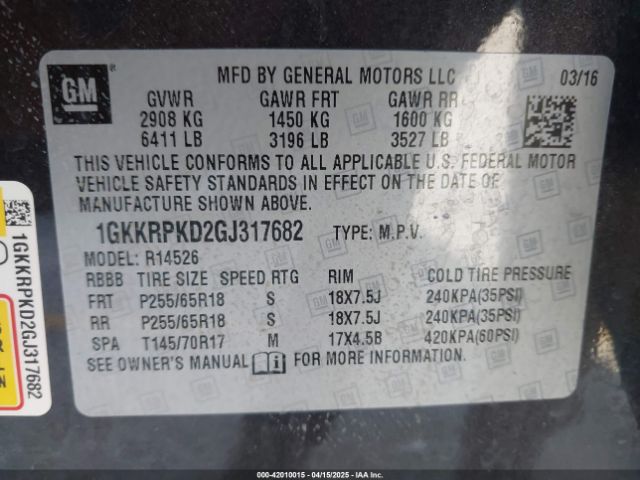 GM
MFD BY GENERAL MOTORS LLC
03/16
GVWR GAWR FRT GAWR RR
2908 KG 1450 KG 1600 KG
6411 LB 3196 LB 3527 LB
THIS VEHICLE CONFORMS TO ALL APPLICABLE U.S. FEDERAL MOTOR
VEHICLE SAFETY STANDARDS IN EFFECT ON THE DATE OF
MANUFACTURE SHOWN ABOVE.
1GKKRPKD2GJ317682 TYPE: M.P.V.
MODEL: R14526
RBBB TIRE SIZE SPEED RTG RIM COLD TIRE PRESSURE
FRT P255/65R18 S 18X7.5J 240KPA(35PSI)
RR P255/65R18 S 18X7.5J 240KPA(35PSI)
SPA T145/70R17 M 17X4.5B 420KPA(60PSI)
SEE OWNER'S MANUAL FOR MORE INFORMATION.
1GKKRPKD2GJ317682
000-42010015 | 04/15/2025 | IAAI.COM